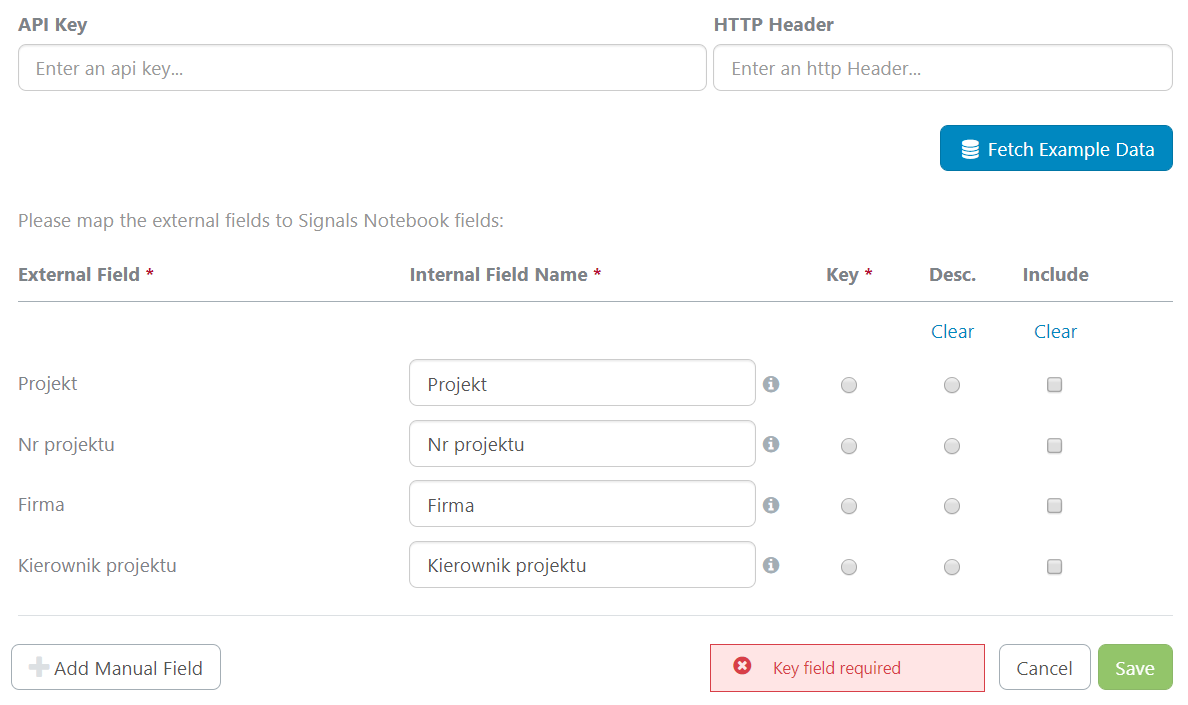 API Key HTTP Header
Enter an api key... Enter an http Header...
Fetch Example Data
Please map the external fields to Signals Notebook fields:
External Field * Internal Field Name * Key * Desc. Include
Clear Clear
Projekt Projekt
Nr projektu Nr projektu
Firma Firma
Kierownik projektu Kierownik projektu
Add Manual Field Key field required Cancel Save